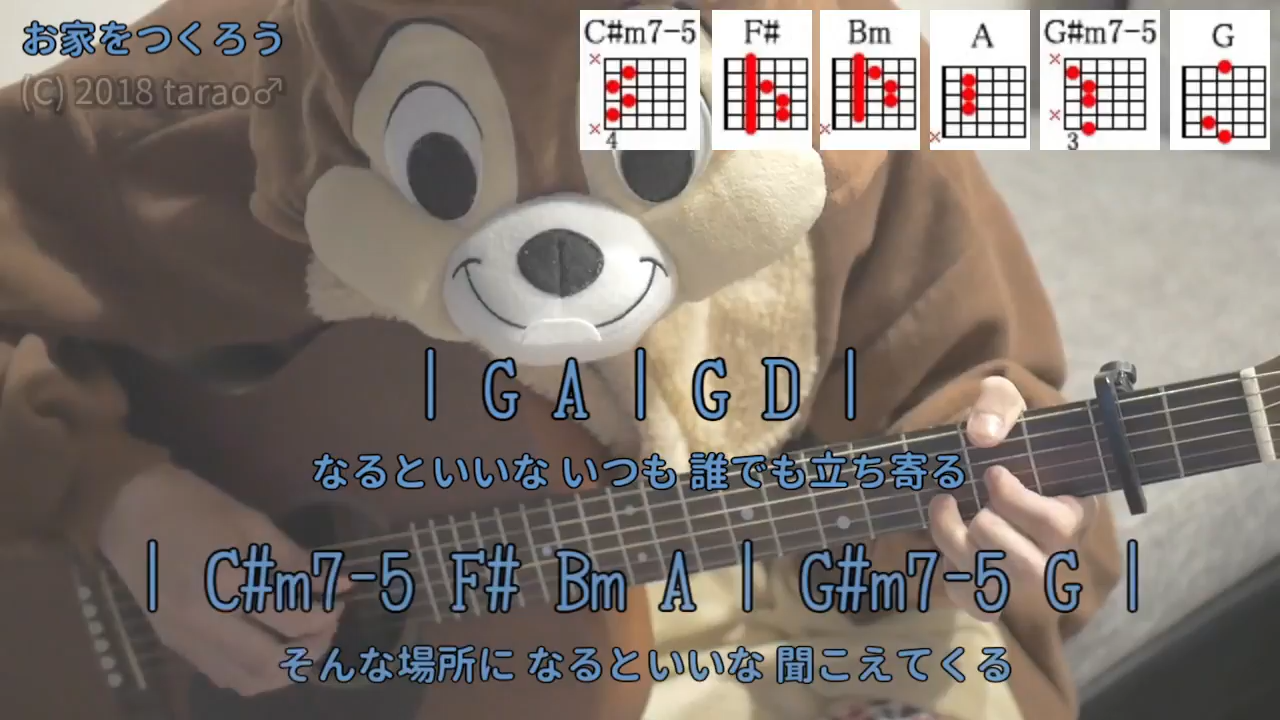 お家をつくろう
(C) 2018 tarao♂
C#m7-5 F# Bm A G#m7-5 G
4 3
| G A | G D |
なるといいな いつも 誰でも立ち寄る
| C#m7-5 F# Bm A | G#m7-5 G |
そんな場所に なるといいな 聞こえてくる